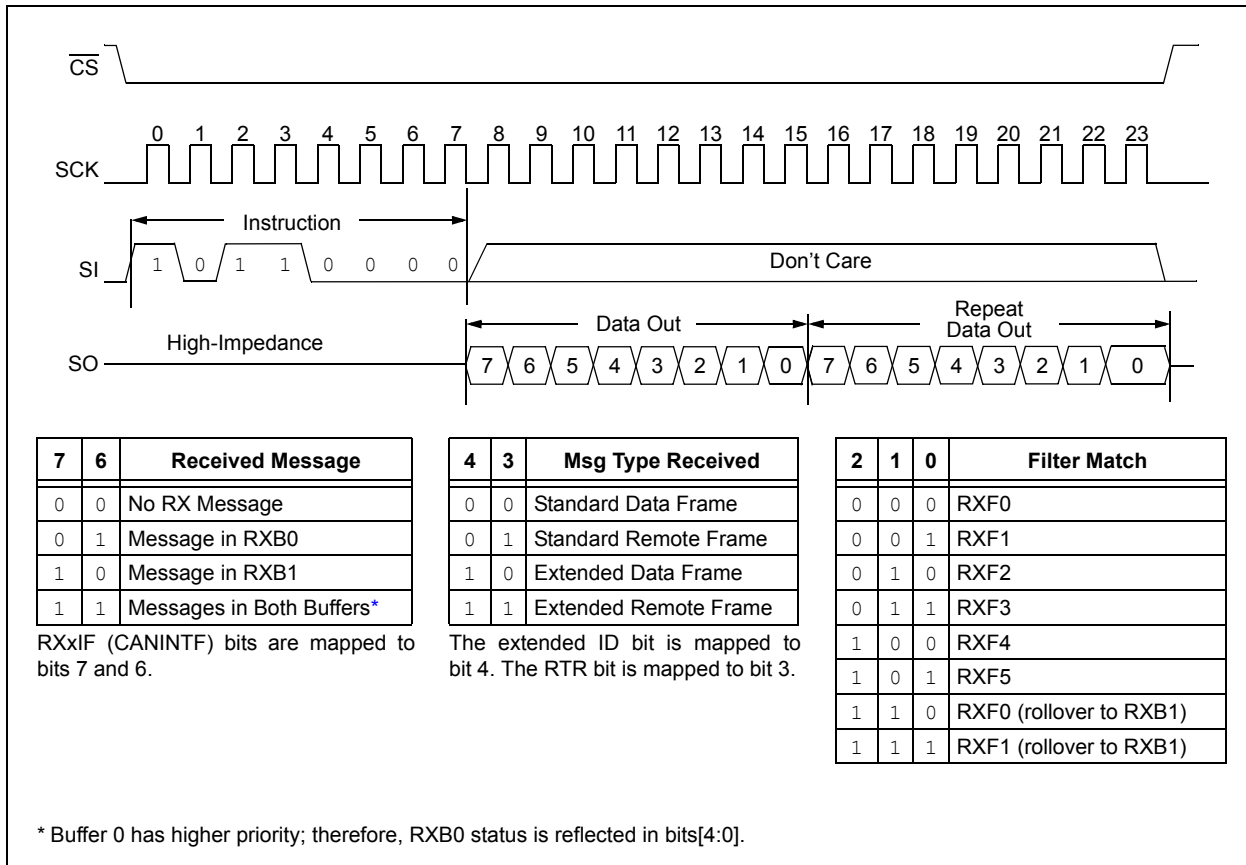 CS
0 1 2 3 4 5 6 7 8 9 10 11 12 13 14 15 16 17 18 19 20 21 22 23
SCK
Instruction
SI 1 0 1 1 0 0 0 0 Don't Care
High-Impedance Data Out Repeat
Data Out
SO 7 6 5 4 3 2 1 0 7 6 5 4 3 2 1 0
7 6 Received Message
0 0 No RX Message
0 1 Message in RXB0
1 0 Message in RXB1
1 1 Messages in Both Buffers*
RXxIF (CANINTF) bits are mapped to
bits 7 and 6.
4 3 Msg Type Received
0 0 Standard Data Frame
0 1 Standard Remote Frame
1 0 Extended Data Frame
1 1 Extended Remote Frame
The extended ID bit is mapped to
bit 4. The RTR bit is mapped to bit 3.
2 1 0 Filter Match
0 0 0 RXF0
0 0 1 RXF1
0 1 0 RXF2
0 1 1 RXF3
1 0 0 RXF4
1 0 1 RXF5
1 1 0 RXF0 (rollover to RXB1)
1 1 1 RXF1 (rollover to RXB1)
* Buffer 0 has higher priority; therefore, RXB0 status is reflected in bits[4:0].